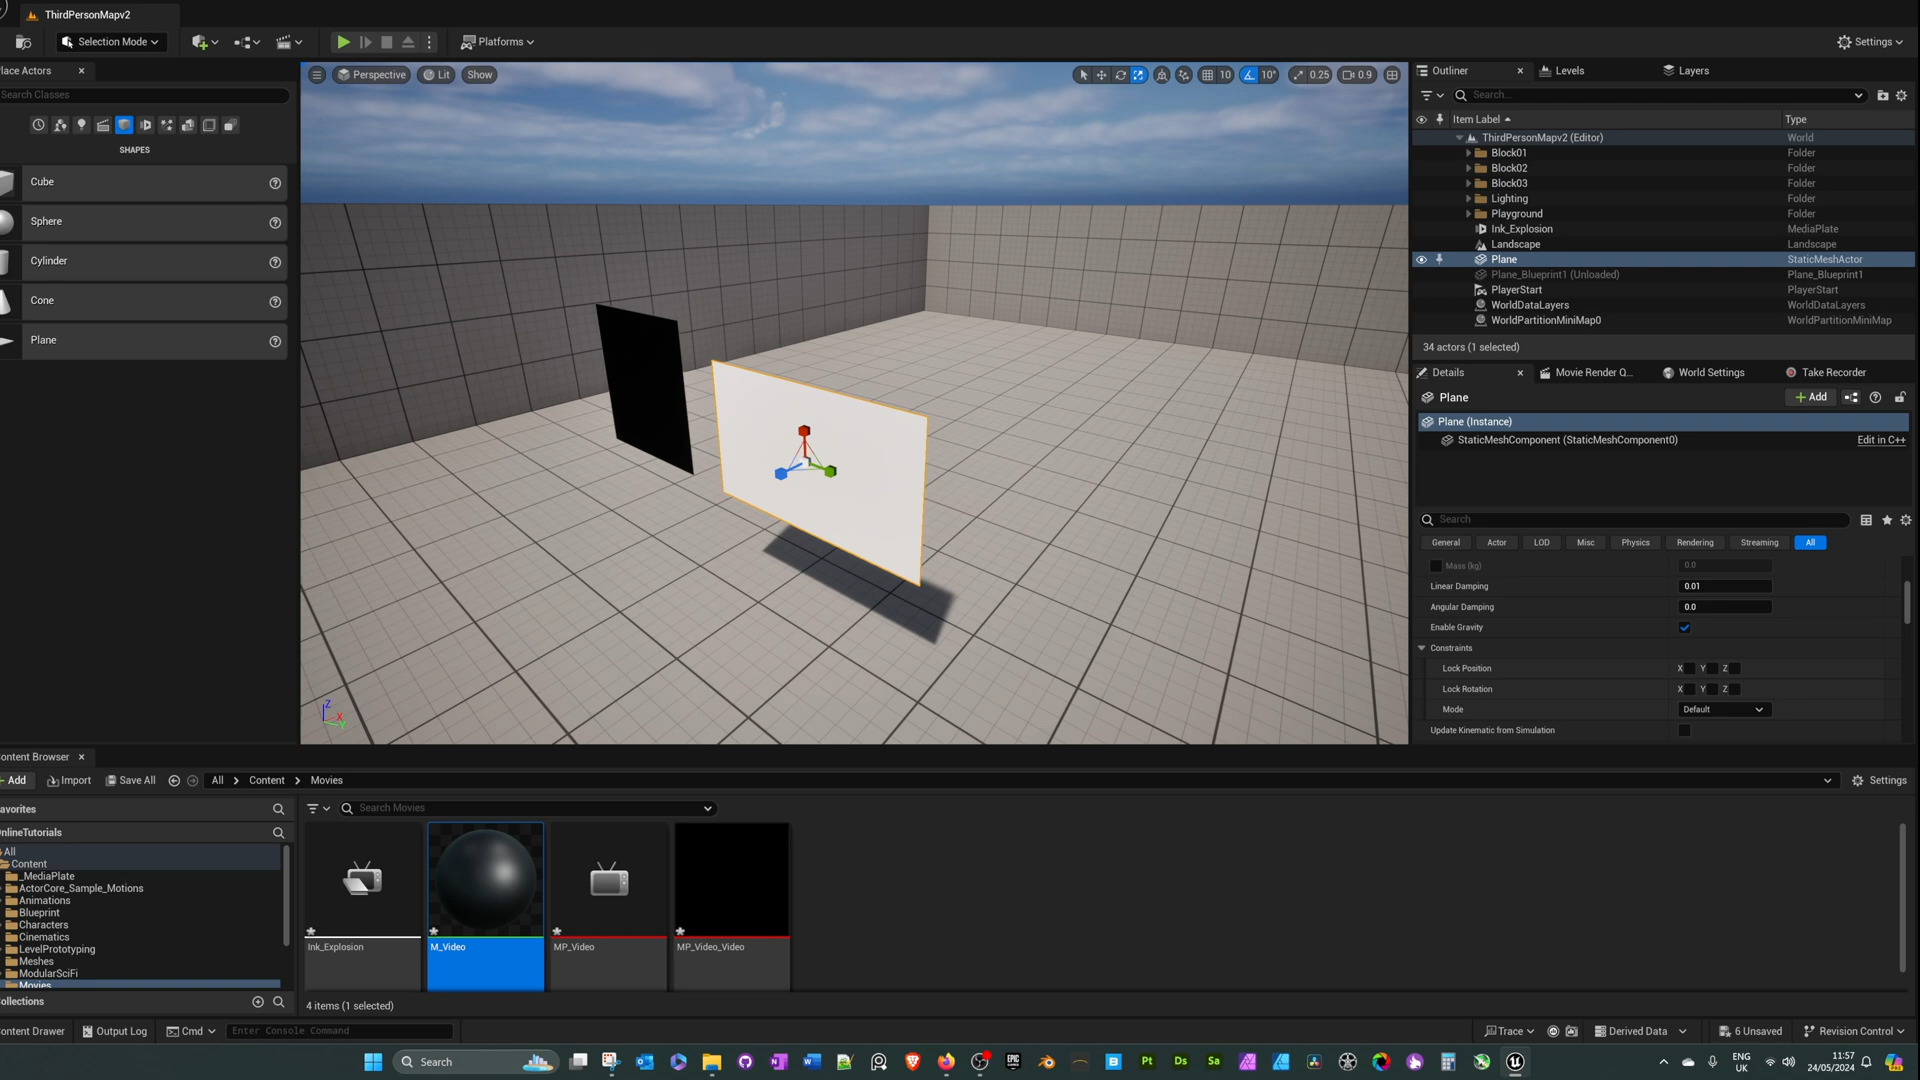 ThirdPersonMapv2
Selection Mode
Platforms
Settings
lace Actors
Search Classes
SHAPES
Cube
Sphere
Cylinder
Cone
Plane
Perspective
Lit
Show
10
10°
0.25
0.9
Z
X
Y
Outliner
Levels
Layers
Search...
Item Label
Type
ThirdPersonMapv2 (Editor) World
Block01 Folder
Block02 Folder
Block03 Folder
Lighting Folder
Playground Folder
Ink_Explosion MediaPlate
Landscape Landscape
Plane StaticMeshActor
Plane_Blueprint1 (Unloaded) Plane_Blueprint1
PlayerStart PlayerStart
WorldDataLayers WorldDataLayers
WorldPartitionMiniMap0 WorldPartitionMiniMap
34 actors (1 selected)
Details
Movie Render Q...
World Settings
Take Recorder
Plane
Add
Plane (Instance)
StaticMeshComponent (StaticMeshComponent0) Edit in C++
Search
General Actor LOD Misc Physics Rendering Streaming All
Mass (kg) 0.0
Linear Damping 0.01
Angular Damping 0.0
Enable Gravity
Constraints
Lock Position X Y Z
Lock Rotation X Y Z
Mode Default
Update Kinematic from Simulation
ontent Browser
Add
Import
Save All
All
Content
Movies
Settings
avorites
nlineTutorials
All
Content
_MediaPlate
ActorCore_Sample_Motions
Animations
Blueprint
Characters
Cinematics
LevelPrototyping
Meshes
ModularSciFi
Movies
ollections
Search Movies
Ink_Explosion
M_Video
MP_Video
MP_Video_Video
4 items (1 selected)
ontent Drawer
Output Log
Cmd
Enter Console Command
Trace
Derived Data
6 Unsaved
Revision Control
Search
EPIC
GAMES
Pt
Ds
Sa
ENG
UK
11:57
24/05/2024